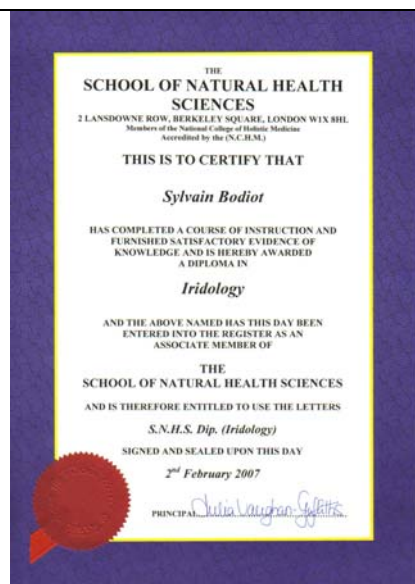 THE
SCHOOL OF NATURAL HEALTH
SCIENCES
2 LANSDOWNE ROW, BERKELEY SQUARE, LONDON W1X 8HL
Members of the National College of Holistic Medicine
Accredited by the (N.C.H.M.)
THIS IS TO CERTIFY THAT
Sylvain Bodiot
HAS COMPLETED A COURSE OF INSTRUCTION AND
FURNISHED SATISFACTORY EVIDENCE OF
KNOWLEDGE AND IS HEREBY AWARDED
A DIPLOMA IN
Iridology
AND THE ABOVE NAMED HAS THIS DAY BEEN
ENTERED INTO THE REGISTER AS AN
ASSOCIATE MEMBER OF
THE
SCHOOL OF NATURAL HEALTH SCIENCES
AND IS THEREFORE ENTITLED TO USE THE LETTERS
S.N.H.S. Dip. (Iridology)
SIGNED AND SEALED UPON THIS DAY
2nd February 2007
PRINCIPAL Julia Vaughan-Griffiths